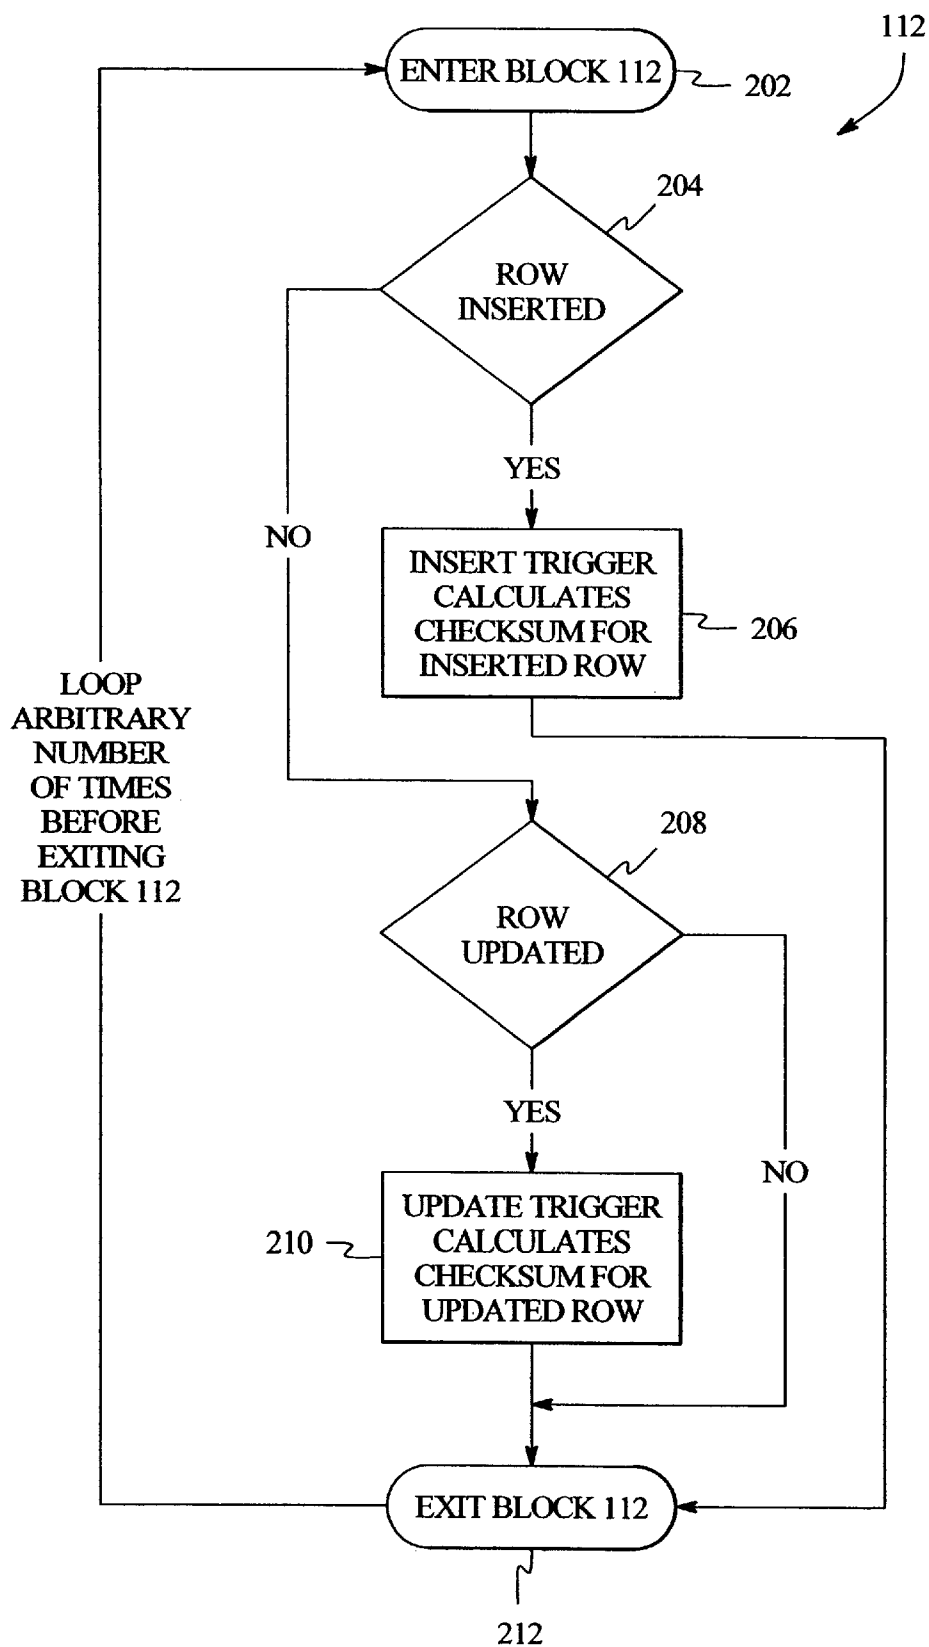 112
ENTER BLOCK 112
202
204
ROW
INSERTED
YES
NO
INSERT TRIGGER
CALCULATES
CHECKSUM FOR
INSERTED ROW
206
LOOP
ARBITRARY
NUMBER
OF TIMES
BEFORE
EXITING
BLOCK 112
208
ROW
UPDATED
YES
NO
UPDATE TRIGGER
CALCULATES
CHECKSUM FOR
UPDATED ROW
210
EXIT BLOCK 112
212